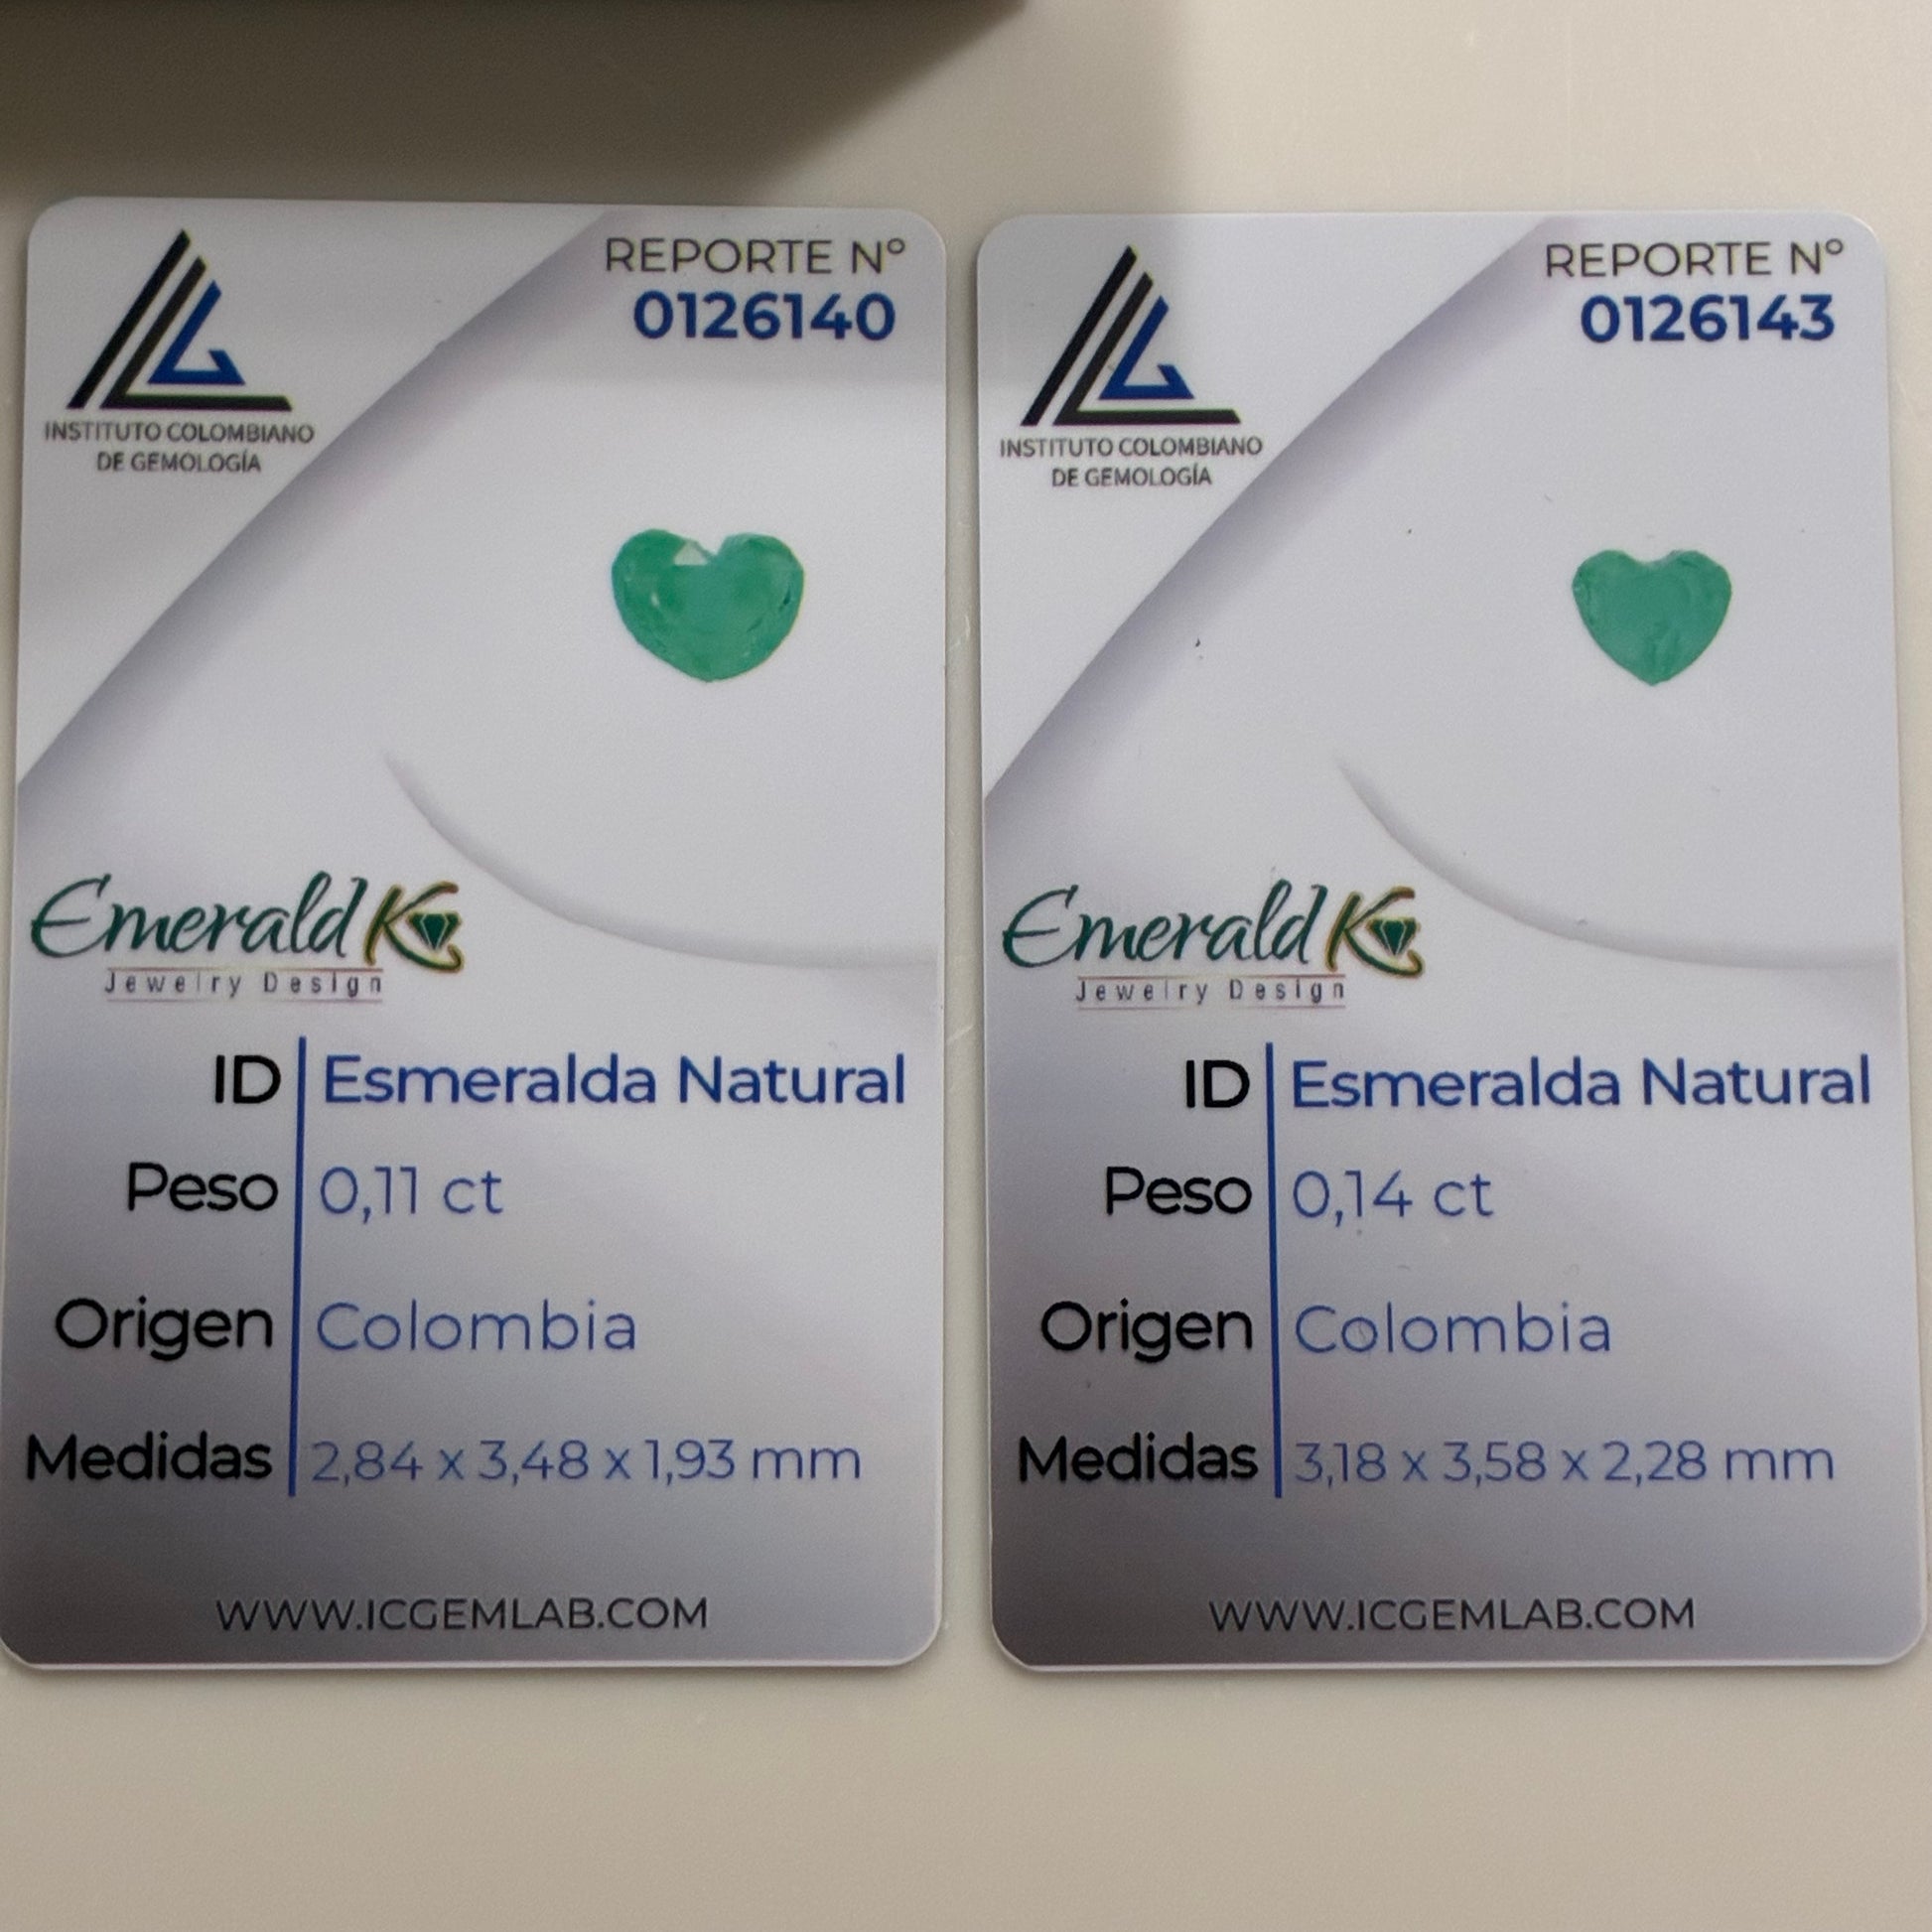 REPORTE Nº
0126140
INSTITUTO COLOMBIANO
DE GEMOLOGÍA
Emerald K
Jewelry Design
ID Esmeralda Natural
Peso 0,11 ct
Origen Colombia
Medidas 2,84 x 3,48 x 1,93 mm
WWW.ICGEMLAB.COM
REPORTE Nº
0126143
INSTITUTO COLOMBIANO
DE GEMOLOGÍA
Emerald K
Jewelry Design
ID Esmeralda Natural
Peso 0,14 ct
Origen Colombia
Medidas 3,18 x 3,58 x 2,28 mm
WWW.ICGEMLAB.COM